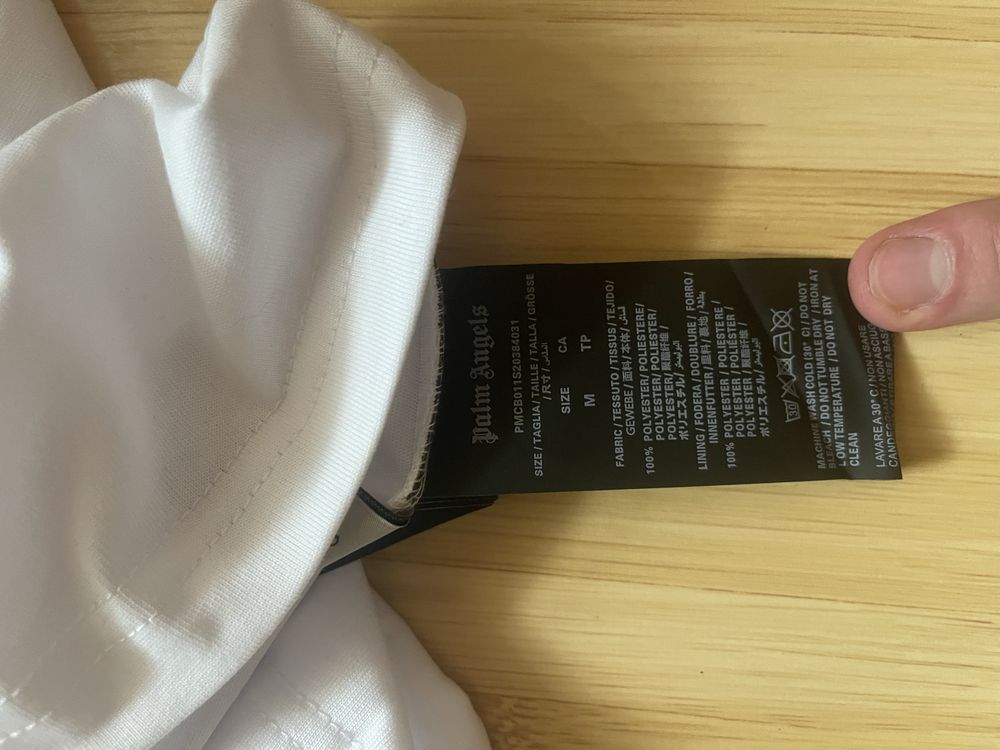 Palm Angels
PMCB011S20384031
SIZE / TAGLIA / TAILLE / TALLA / GRÖSSE
/ 尺寸 / المقاس
SIZE CA
M TP
FABRIC / TESSUTO / TISSUS / TEJIDO /
GEWEBE / 面料 / 本体 / قماش
100% POLYESTER / POLIESTERE /
POLYESTER, POLIESTER /
POLYESTER / 聚酯纤维 /
ポリエステル / البوليستر
LINING / FODERA / DOUBLURE / FORRO /
INNENFUTTER / 里料 / 裏地 / بطانة
100% POLYESTER / POLIESTERE /
POLYESTER / POLIESTER /
POLYESTER / 聚酯纤维 /
ポリエステル / البوليستر
30
MACHINE WASH COLD (30° C) / DO NOT
BLEACH / DO NOT TUMBLE DRY / IRON AT
LOW TEMPERATURE / DO NOT DRY
CLEAN
LAVARE A 30° C / NON USARE